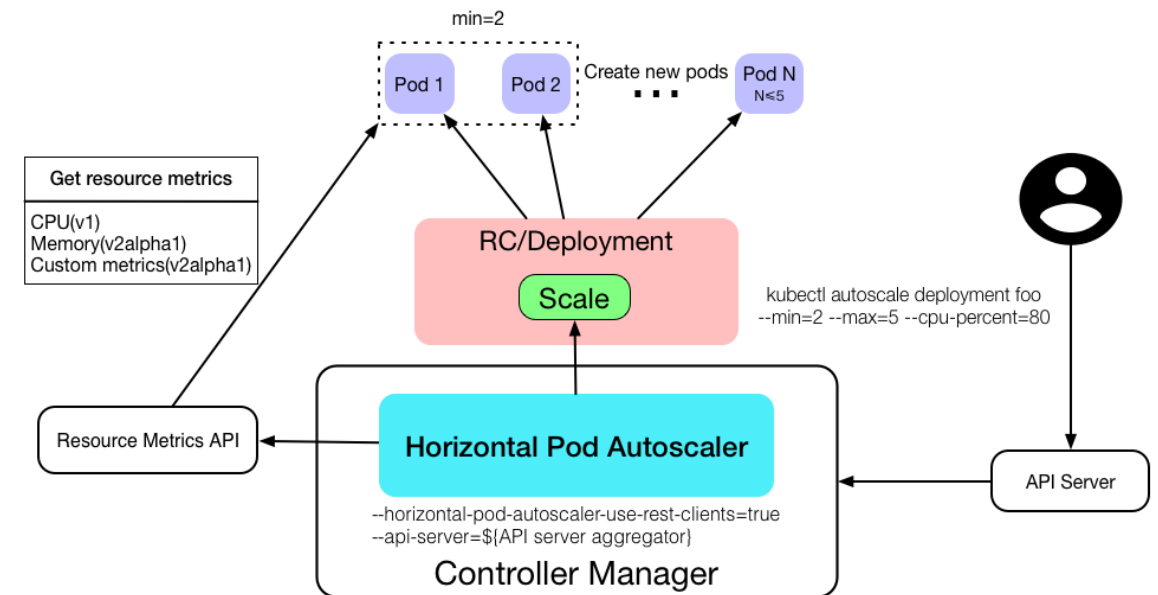 min=2
Pod 1
Pod 2
Create new pods
...
Pod N
N≤5
Get resource metrics
CPU(v1)
Memory(v2alpha1)
Custom metrics(v2alpha1)
RC/Deployment
Scale
kubectl autoscale deployment foo
--min=2 --max=5 --cpu-percent=80
Resource Metrics API
Horizontal Pod Autoscaler
API Server
--horizontal-pod-autoscaler-use-rest-clients=true
--api-server=${API server aggregator}
Controller Manager